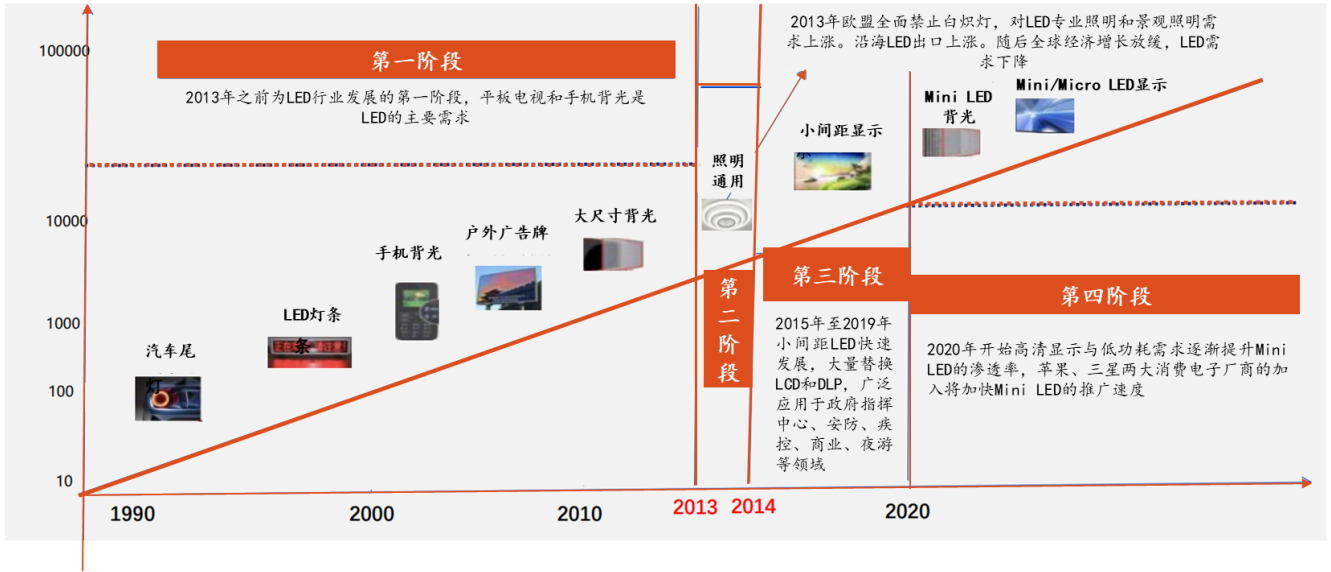 100000
10000
1000
100
10
第一阶段
2013年之前为LED行业发展的第一阶段，平板电视和手机背光是
LED的主要需求
2013年欧盟全面禁止白炽灯，对LED专业照明和景观照明需
求上涨。沿海LED出口上涨。随后全球经济增长放缓，LED需
求下降
汽车尾
灯
LED灯条
条
手机背光
户外广告牌
大尺寸背光
照明
通用
小间距显示
示
Mini LED
背光
Mini/Micro LED显示
第
二
阶
段
第三阶段
2015年至2019年
小间距LED快速
发展，大量替换
LCD和DLP，广泛
应用于政府指挥
中心、安防、疾
控、商业、夜游
等领域
第四阶段
2020年开始高清显示与低功耗需求逐渐提升Mini
LED的渗透率，苹果、三星两大消费电子厂商的加
入将加快Mini LED的推广速度
1990
2000
2010
2013
2014
2020